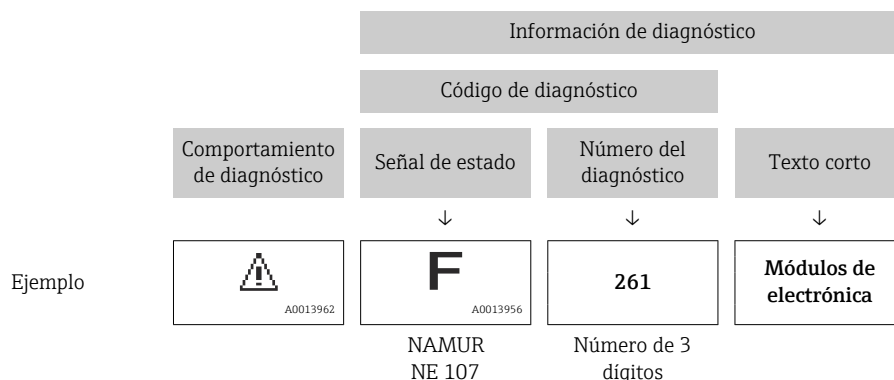 Información de diagnóstico
Código de diagnóstico
Comportamiento
de diagnóstico
Señal de estado
Número del
diagnóstico
Texto corto
↓
↓
↓
Ejemplo
A0013962
F
A0013956
261
Módulos de
electrónica
NAMUR
NE 107
Número de 3
dígitos